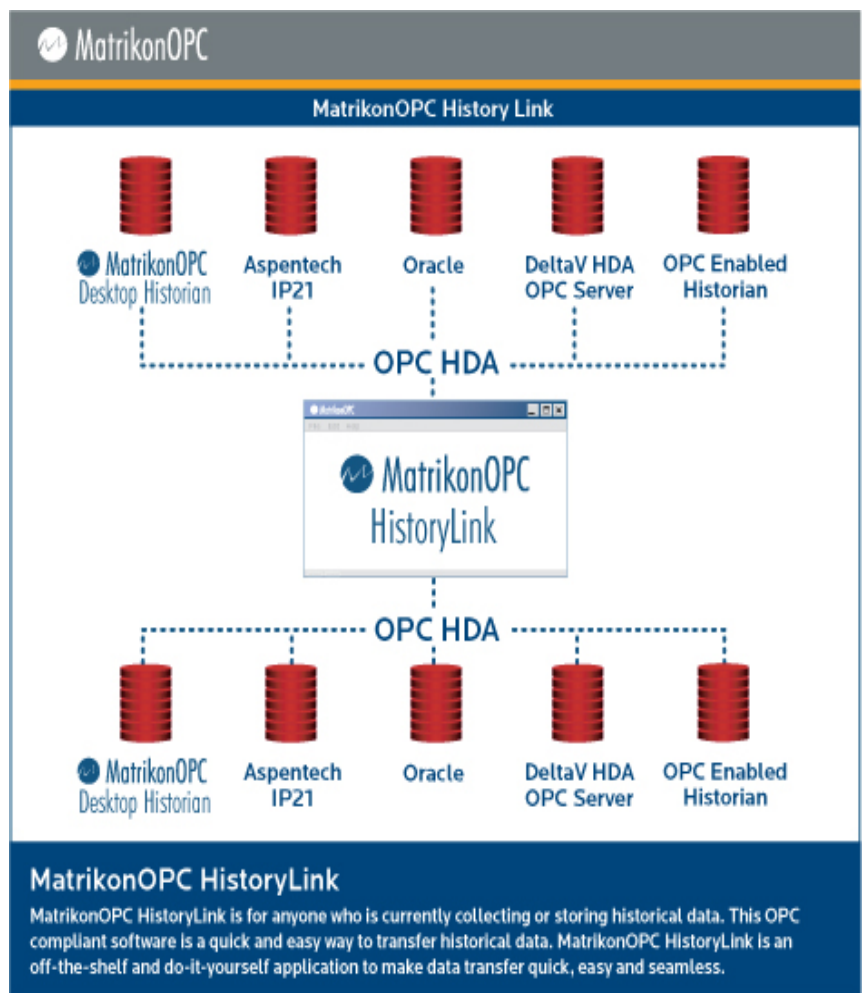 MatrikonOPC
MatrikonOPC History Link
MatrikonOPC
Desktop Historian
Aspentech
IP21
Oracle
DeltaV HDA
OPC Server
OPC Enabled
Historian
OPC HDA
MatrikonOPC
MatrikonOPC
HistoryLink
OPC HDA
MatrikonOPC
Desktop Historian
Aspentech
IP21
Oracle
DeltaV HDA
OPC Server
OPC Enabled
Historian
MatrikonOPC HistoryLink
MatrikonOPC HistoryLink is for anyone who is currently collecting or storing historical data. This OPC
compliant software is a quick and easy way to transfer historical data. MatrikonOPC HistoryLink is an
off-the-shelf and do-it-yourself application to make data transfer quick, easy and seamless.